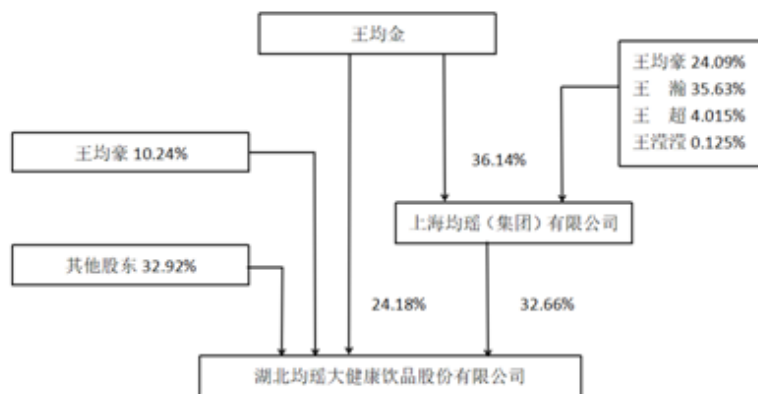 王均金
王均豪 24.09%
王　瀚 35.63%
王　超 4.015%
王滢滢 0.125%
王均豪 10.24%
36.14%
上海均瑶（集团）有限公司
其他股东 32.92%
24.18%
32.66%
湖北均瑶大健康饮品股份有限公司